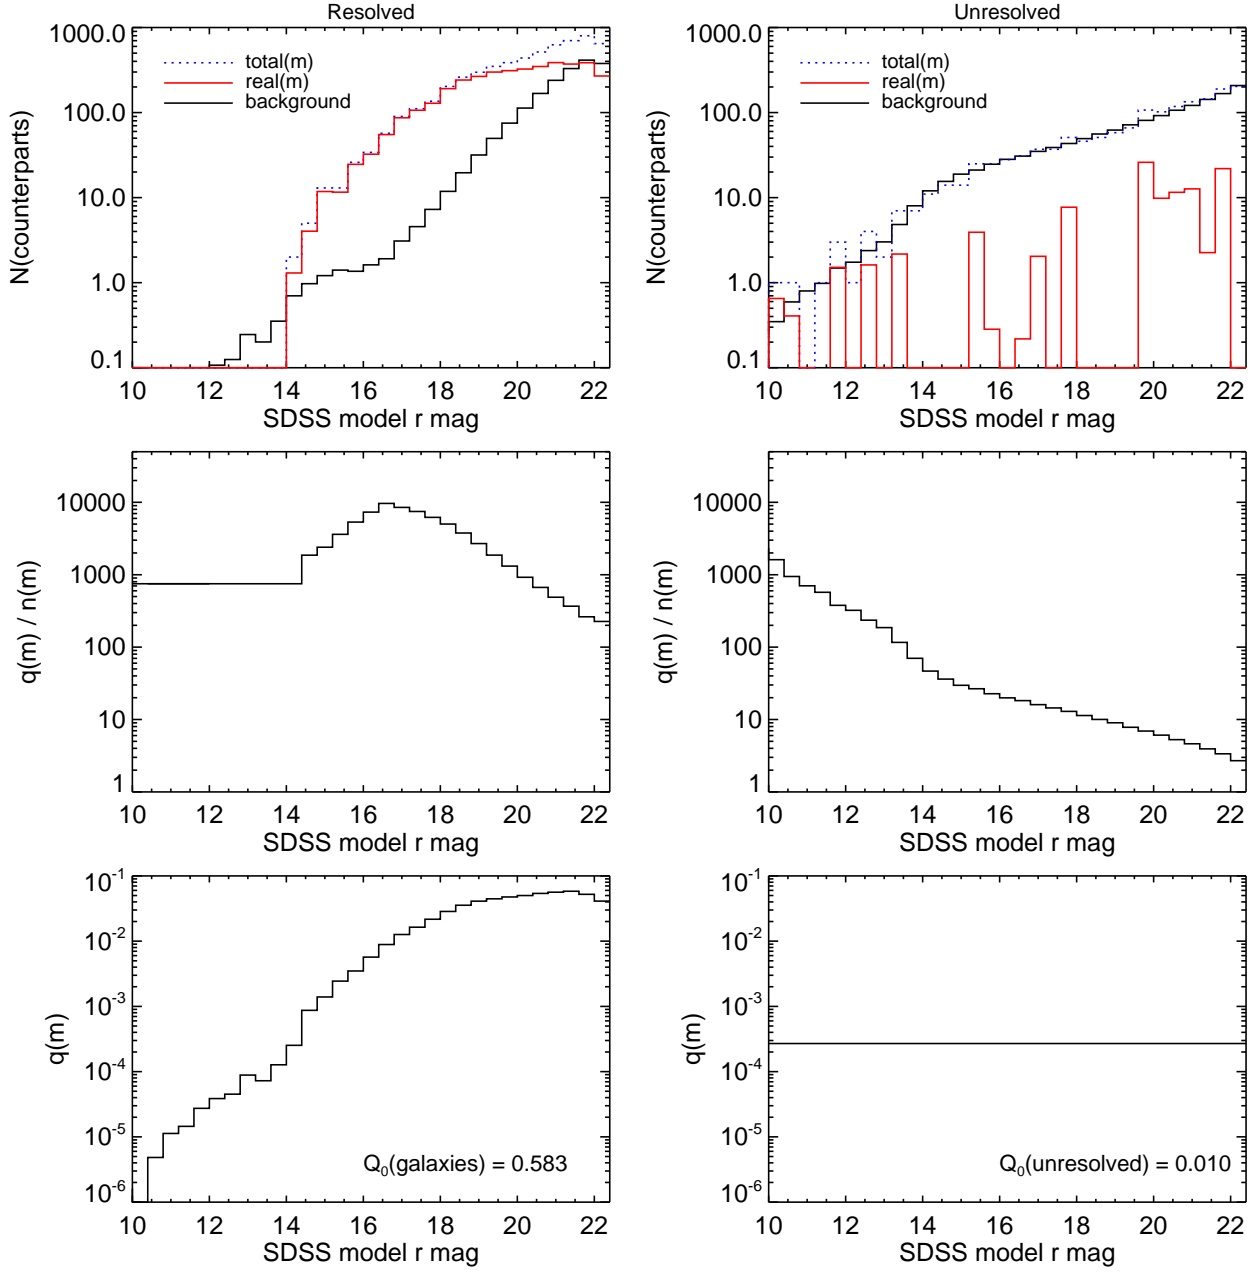 Resolved
1000.0
100.0
10.0
1.0
0.1
N(counterparts)
total(m)
real(m)
background
10 12 14 16 18 20 22
SDSS model r mag
Unresolved
1000.0
100.0
10.0
1.0
0.1
N(counterparts)
total(m)
real(m)
background
10 12 14 16 18 20 22
SDSS model r mag
10000
1000
100
10
1
q(m) / n(m)
10 12 14 16 18 20 22
SDSS model r mag
10000
1000
100
10
1
q(m) / n(m)
10 12 14 16 18 20 22
SDSS model r mag
10⁻¹
10⁻²
10⁻³
10⁻⁴
10⁻⁵
10⁻⁶
q(m)
Q₀(galaxies) = 0.583
10 12 14 16 18 20 22
SDSS model r mag
10⁻¹
10⁻²
10⁻³
10⁻⁴
10⁻⁵
10⁻⁶
q(m)
Q₀(unresolved) = 0.010
10 12 14 16 18 20 22
SDSS model r mag